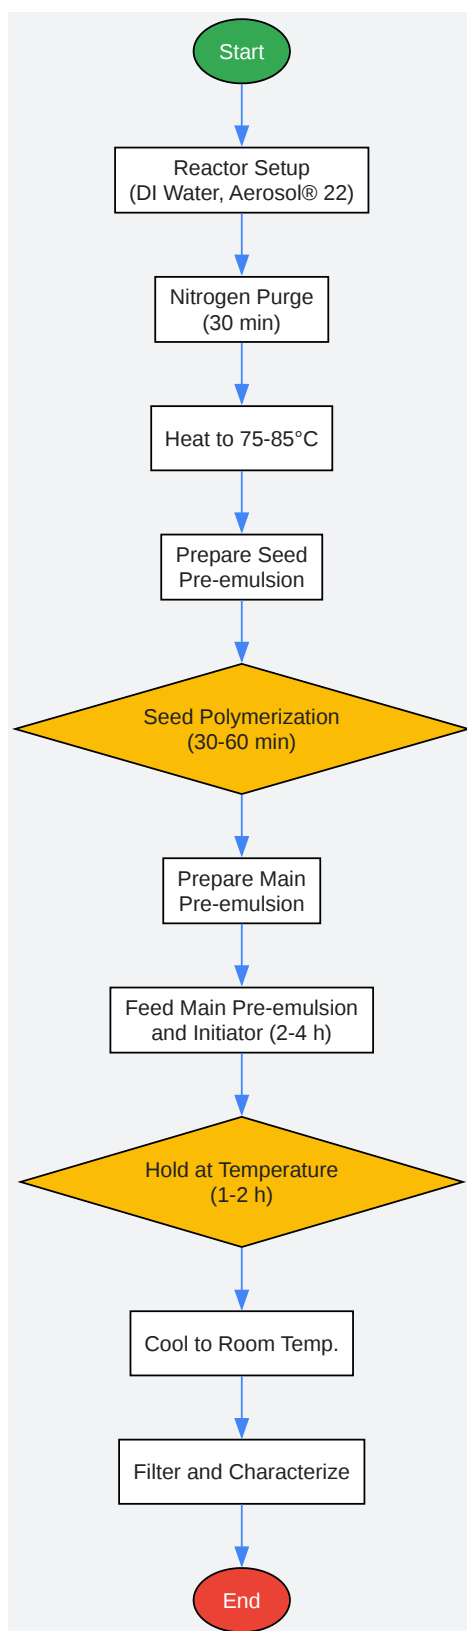 Start
Reactor Setup
(DI Water, Aerosol® 22)
Nitrogen Purge
(30 min)
Heat to 75-85°C
Prepare Seed
Pre-emulsion
Seed Polymerization
(30-60 min)
Prepare Main
Pre-emulsion
Feed Main Pre-emulsion
and Initiator (2-4 h)
Hold at Temperature
(1-2 h)
Cool to Room Temp.
Filter and Characterize
End